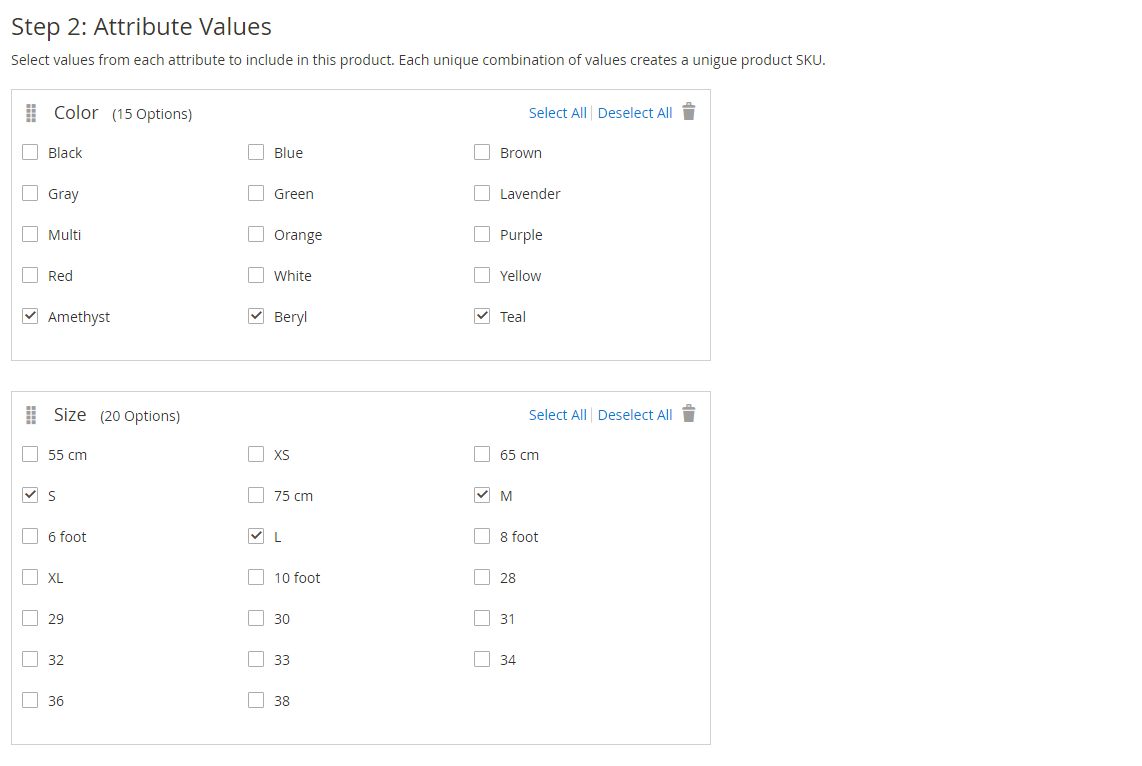 Step 2: Attribute Values
Select values from each attribute to include in this product. Each unique combination of values creates a unigue product SKU.
Color (15 Options) Select All Deselect All
Black Blue Brown
Gray Green Lavender
Multi Orange Purple
Red White Yellow
Amethyst Beryl Teal
Size (20 Options) Select All Deselect All
55 cm XS 65 cm
S 75 cm M
6 foot L 8 foot
XL 10 foot 28
29 30 31
32 33 34
36 38